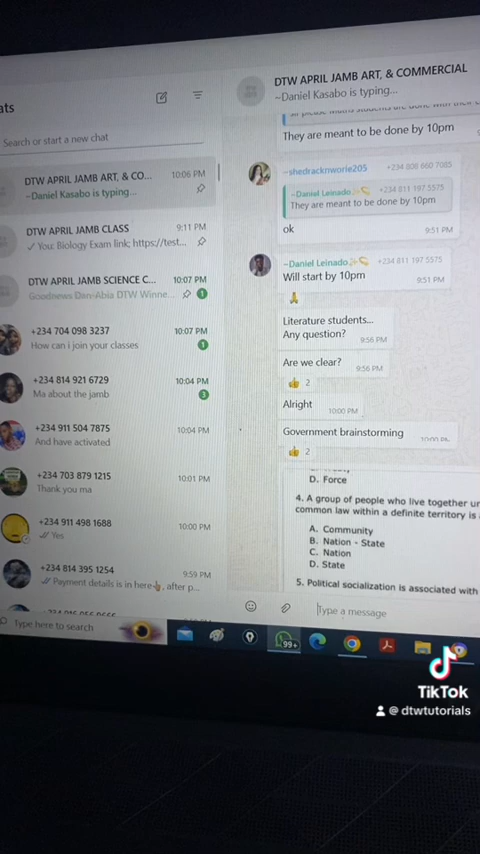 ats
Search or start a new chat
DTW APRIL JAMB ART, & CO... 10:06 PM
~Daniel Kasabo is typing...
DTW APRIL JAMB CLASS 9:11 PM
You: Biology Exam link; https://test...
DTW APRIL JAMB SCIENCE C... 10:07 PM
Goodnews Dan-Abia DTW Winne... 1
+234 704 098 3237 10:07 PM
How can i join your classes 1
+234 814 921 6729 10:04 PM
Ma about the jamb 3
+234 911 504 7875 10:04 PM
And have activated
+234 703 879 1215 10:01 PM
Thank you ma
+234 911 498 1688 10:00 PM
Yes
+234 814 395 1254 9:59 PM
Payment details is in here👆, after p...
Type here to search
DTW APRIL JAMB ART, & COMMERCIAL
~Daniel Kasabo is typing...
They are meant to be done by 10pm
~shedracknworie205 +234 808 660 7085
~Daniel Leinado✨💫 +234 811 197 5575
They are meant to be done by 10pm
ok 9:51 PM
~Daniel Leinado✨💫 +234 811 197 5575
Will start by 10pm 9:51 PM
🙏
Literature students...
Any question? 9:56 PM
Are we clear? 9:56 PM
👍 2
Alright 10:00 PM
Government brainstorming 10:00 PM
👍 2
D. Force
4. A group of people who live together un
common law within a definite territory is
A. Community
B. Nation - State
C. Nation
D. State
5. Political socialization is associated with
Type a message
99+
TikTok
@ dtwtutorials